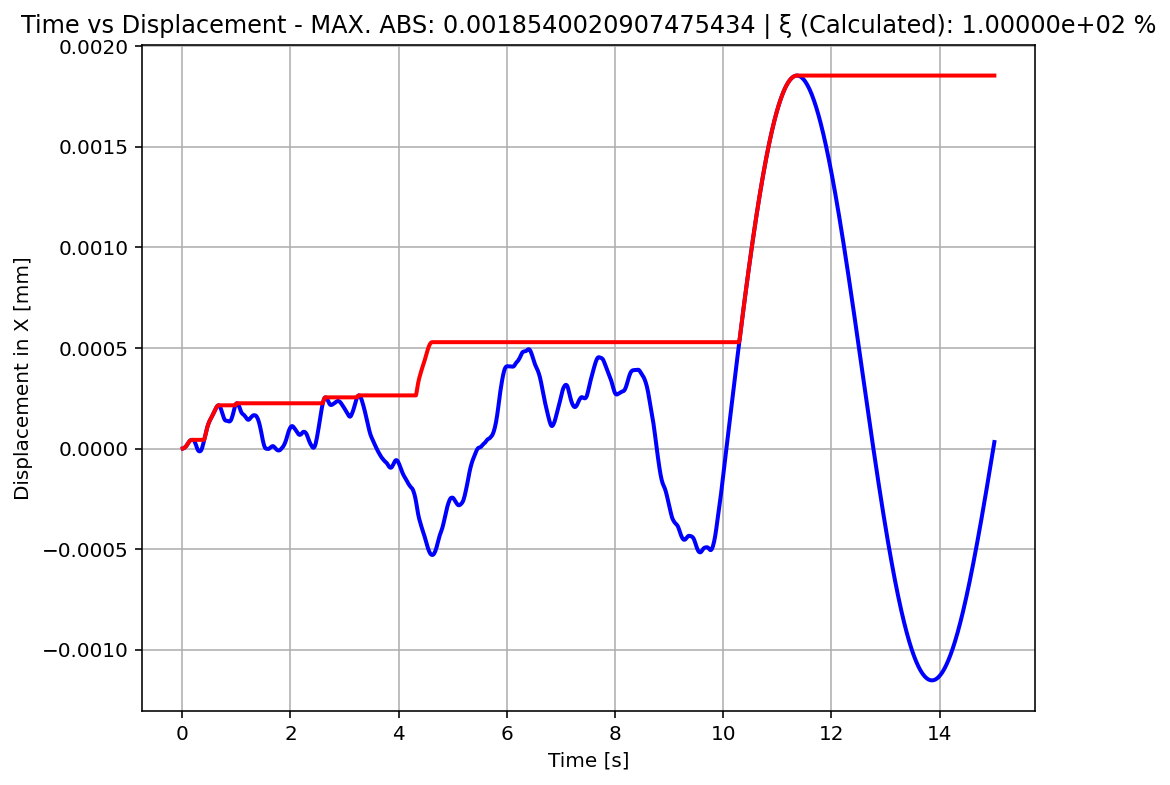 Time vs Displacement - MAX. ABS: 0.0018540020907475434 | ξ (Calculated): 1.00000e+02 %
0.0020
0.0015
0.0010
0.0005
0.0000
−0.0005
−0.0010
Displacement in X [mm]
0 2 4 6 8 10 12 14
Time [s]